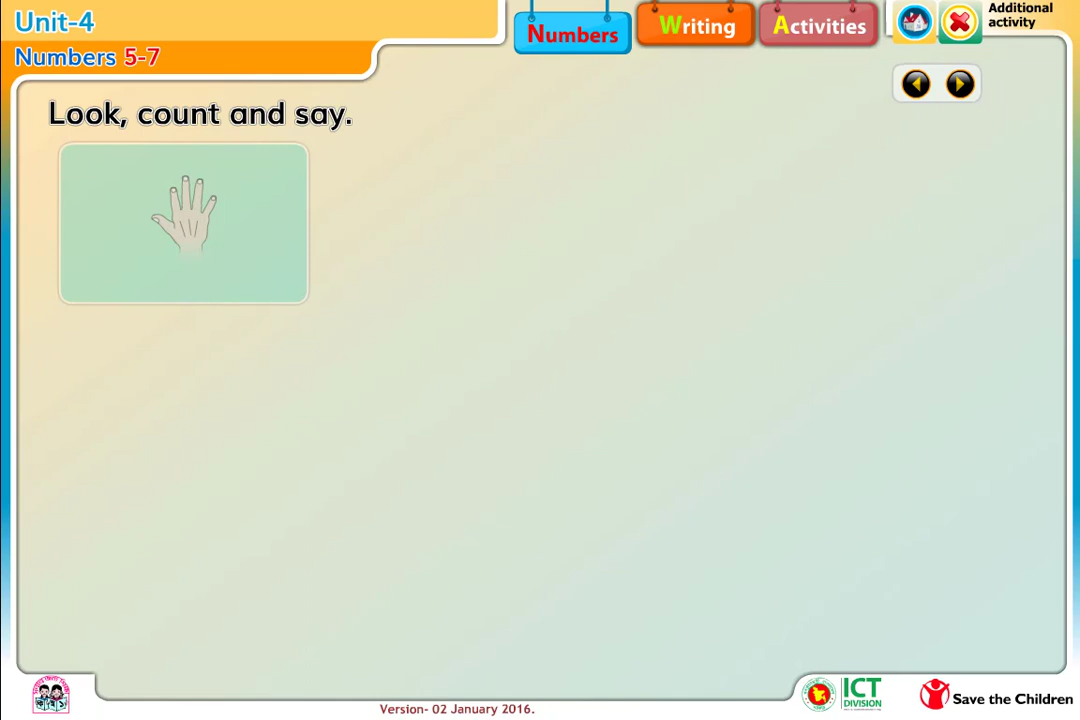 Unit-4
Numbers 5-7
Numbers
Writing
Activities
Additional
activity
Look, count and say.
Version- 02 January 2016.
ICT
DIVISION
Save the Children